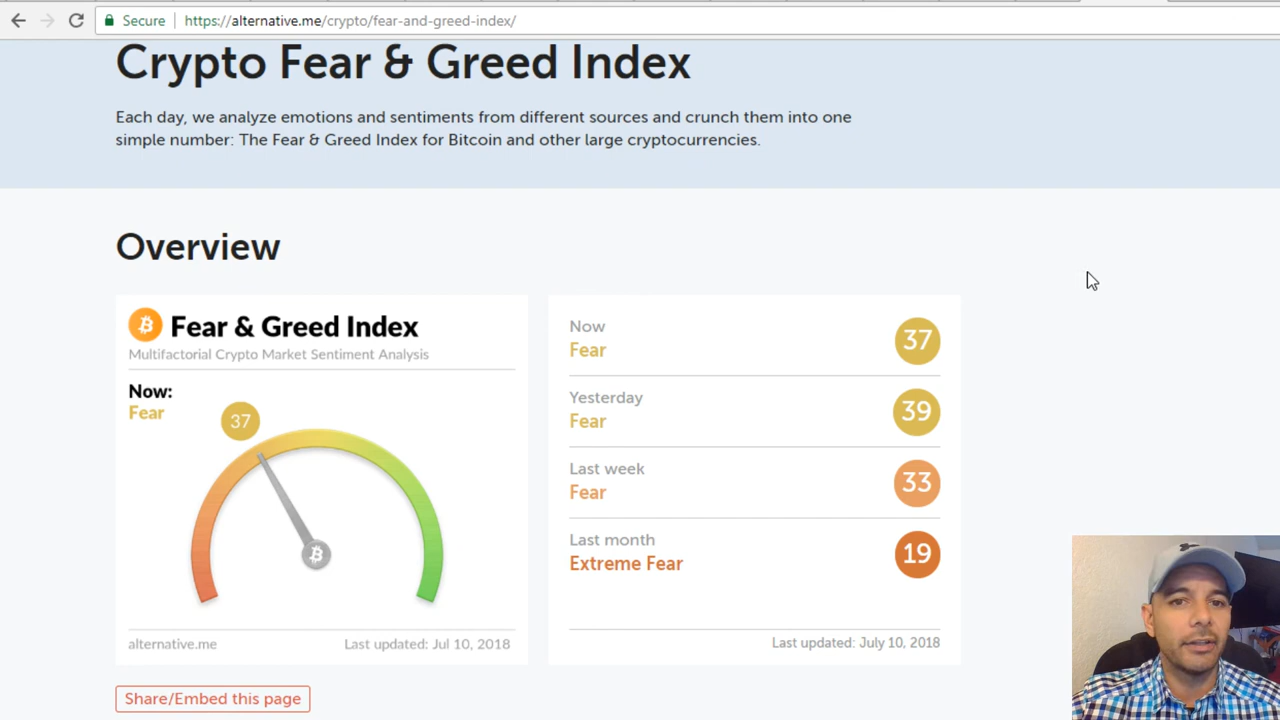 Secure
https://alternative.me/crypto/fear-and-greed-index/
Crypto Fear & Greed Index
Each day, we analyze emotions and sentiments from different sources and crunch them into one
simple number: The Fear & Greed Index for Bitcoin and other large cryptocurrencies.
Overview
Fear & Greed Index
Multifactorial Crypto Market Sentiment Analysis
Now:
Fear
37
alternative.me
Last updated: Jul 10, 2018
Now
Fear
37
Yesterday
Fear
39
Last week
Fear
33
Last month
Extreme Fear
19
Last updated: July 10, 2018
Share/Embed this page